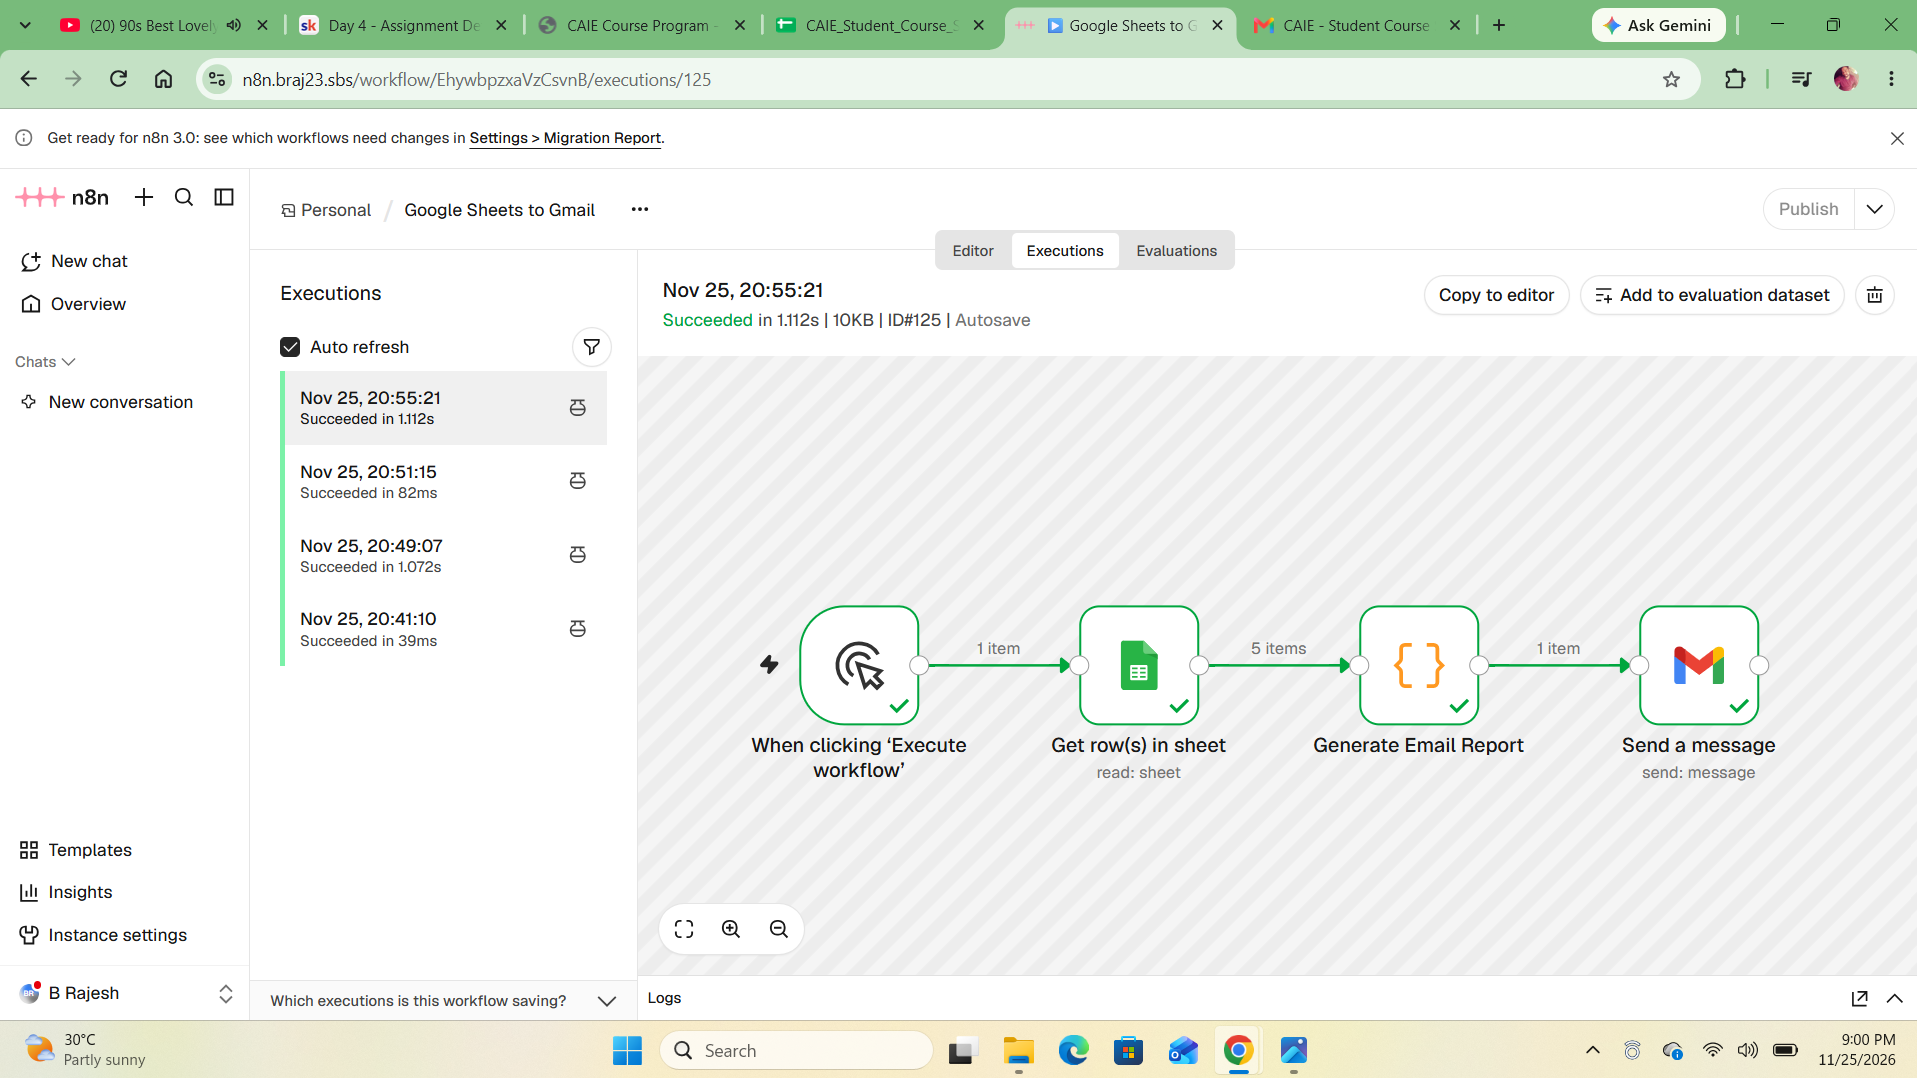 (20) 90s Best Lovely
Day 4 - Assignment De
CAIE Course Program -
CAIE_Student_Course_S
Google Sheets to G
CAIE - Student Course
Ask Gemini
n8n.braj23.sbs/workflow/EhywbpzxaVzCsvnB/executions/125
Get ready for n8n 3.0: see which workflows need changes in Settings > Migration Report.
n8n
Personal / Google Sheets to Gmail
Publish
Editor
Executions
Evaluations
New chat
Overview
Chats
New conversation
Templates
Insights
Instance settings
BR
B Rajesh
Executions
Auto refresh
Nov 25, 20:55:21
Succeeded in 1.112s
Nov 25, 20:51:15
Succeeded in 82ms
Nov 25, 20:49:07
Succeeded in 1.072s
Nov 25, 20:41:10
Succeeded in 39ms
Which executions is this workflow saving?
Nov 25, 20:55:21
Succeeded in 1.112s | 10KB | ID#125 | Autosave
Copy to editor
Add to evaluation dataset
1 item
5 items
1 item
When clicking ‘Execute
workflow’
Get row(s) in sheet
read: sheet
Generate Email Report
Send a message
send: message
Logs
30°C
Partly sunny
Search
9:00 PM
11/25/2026